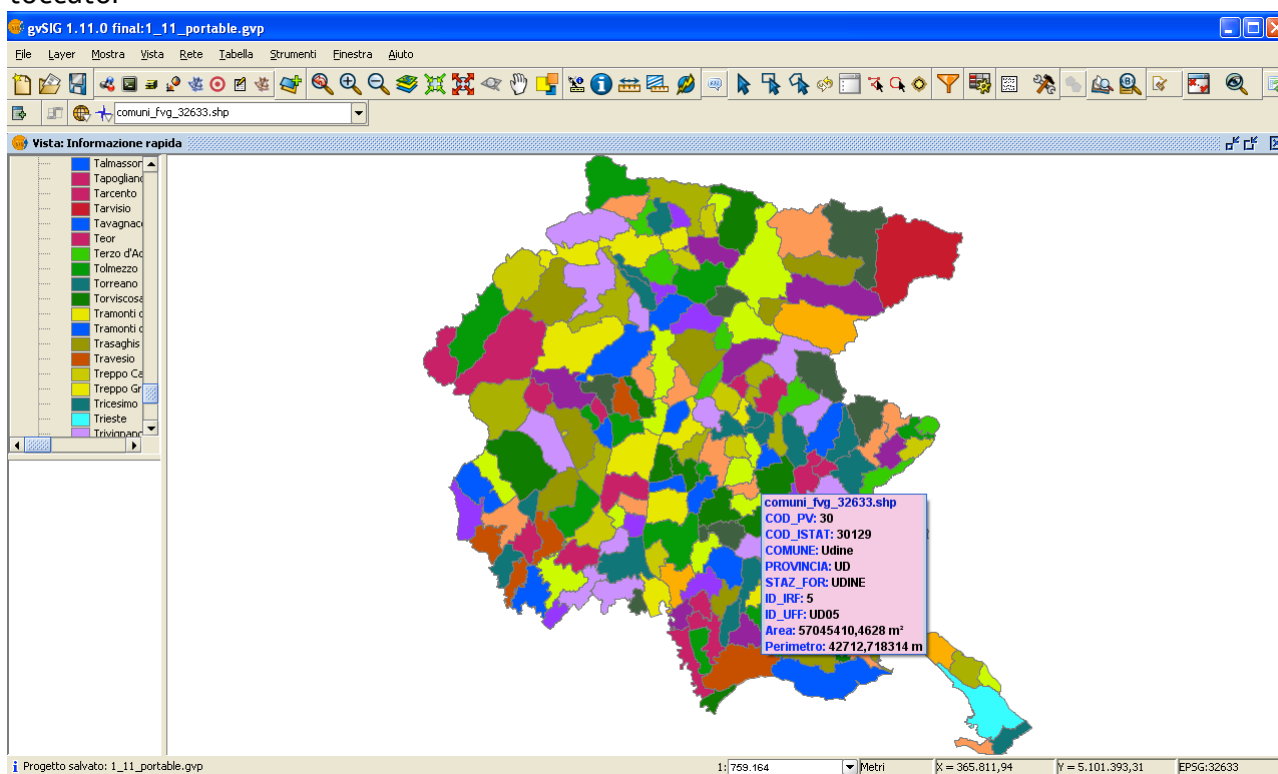 gvSIG 1.11.0 final:1_11_portable.gvp
File Layer Mostra Vista Rete Tabella Strumenti Finestra Aiuto
comuni_fvg_32633.shp
Vista: Informazione rapida
Talmasson
Tapogliano
Tarcento
Tarvisio
Tavagnacc
Teor
Terzo d'Ac
Tolmezzo
Torreano
Torviscosa
Tramonti d
Tramonti d
Trasaghis
Travesio
Treppo Ca
Treppo Gr
Tricesimo
Trieste
Trivignano
comuni_fvg_32633.shp
COD_PV: 30
COD_ISTAT: 30129
COMUNE: Udine
PROVINCIA: UD
STAZ_FOR: UDINE
ID_IRF: 5
ID_UFF: UD05
Area: 57045410,4628 m²
Perimetro: 42712,718314 m
Progetto salvato: 1_11_portable.gvp 1: 759.164 Metri X = 365.811,94 Y = 5.101.393,31 EPSG:32633